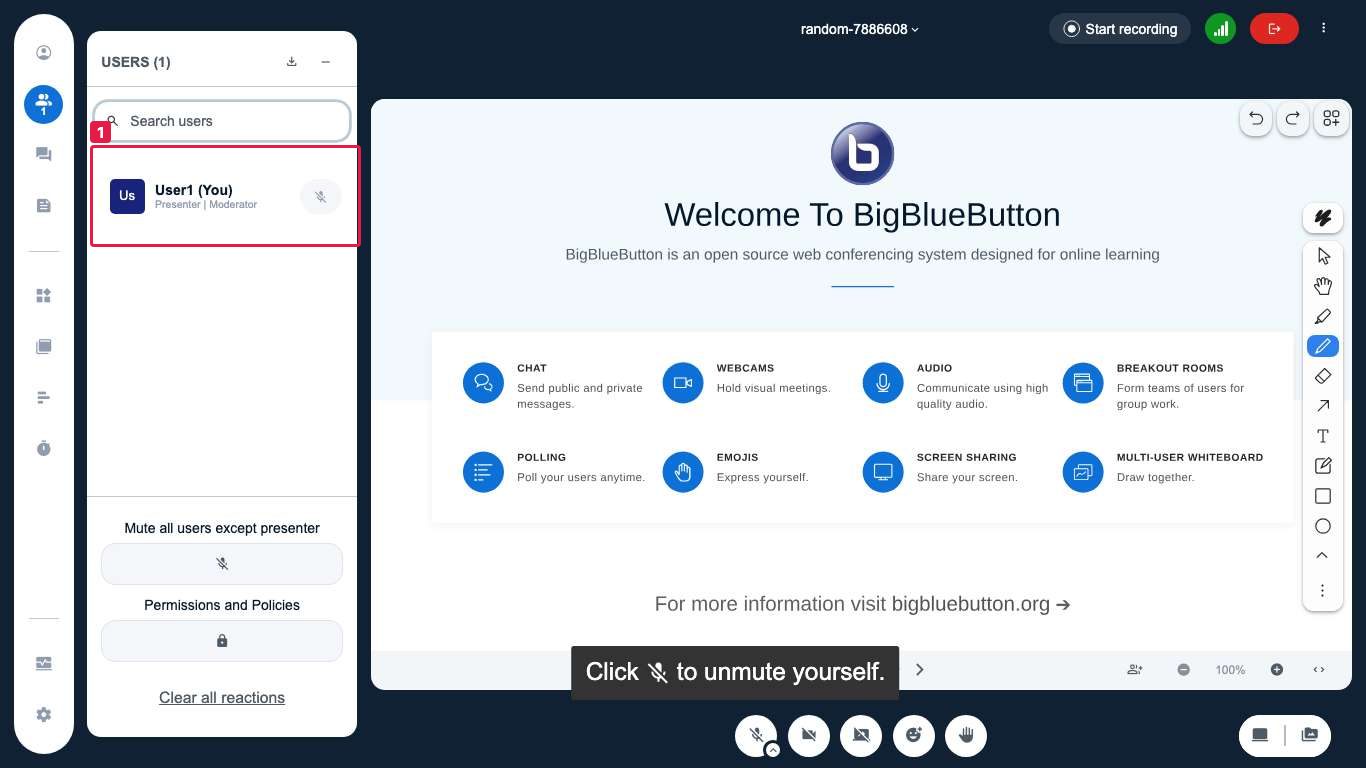 random-7886608
Start recording
USERS (1)
1
Search users
1
Us
User1 (You)
Presenter | Moderator
Mute all users except presenter
Permissions and Policies
Clear all reactions
b
Welcome To BigBlueButton
BigBlueButton is an open source web conferencing system designed for online learning
CHAT
Send public and private
messages.
WEBCAMS
Hold visual meetings.
AUDIO
Communicate using high
quality audio.
BREAKOUT ROOMS
Form teams of users for
group work.
POLLING
Poll your users anytime.
EMOJIS
Express yourself.
SCREEN SHARING
Share your screen.
MULTI-USER WHITEBOARD
Draw together.
For more information visit bigbluebutton.org →
Click to unmute yourself.
100%